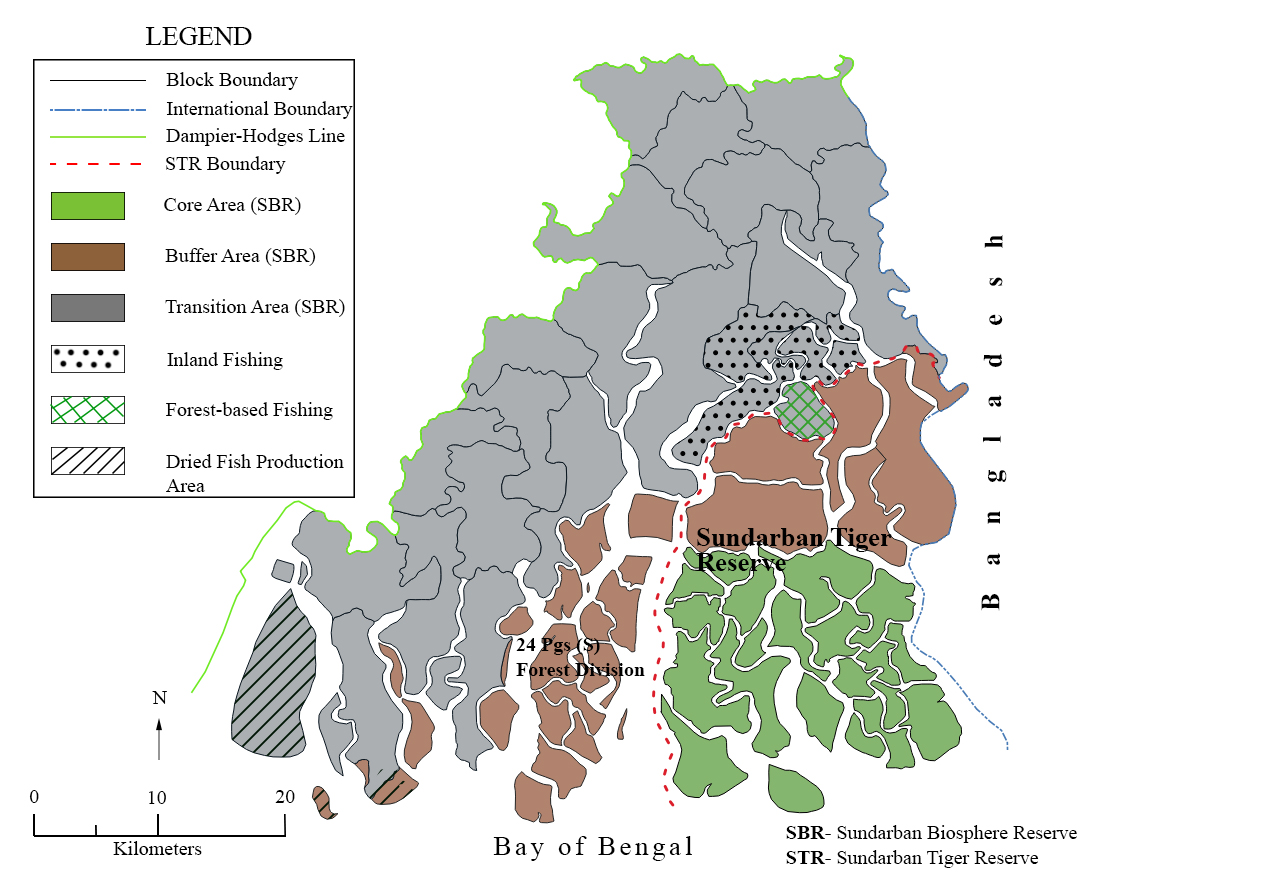 LEGEND
Block Boundary
International Boundary
Dampier-Hodges Line
STR Boundary
Core Area (SBR)
Buffer Area (SBR)
Transition Area (SBR)
Inland Fishing
Forest-based Fishing
Dried Fish Production
Area
Bangladesh
Sundarban Tiger
Reserve
24 Pgs (S)
Forest Division
N
0 10 20
Kilometers
Bay of Bengal
SBR- Sundarban Biosphere Reserve
STR- Sundarban Tiger Reserve